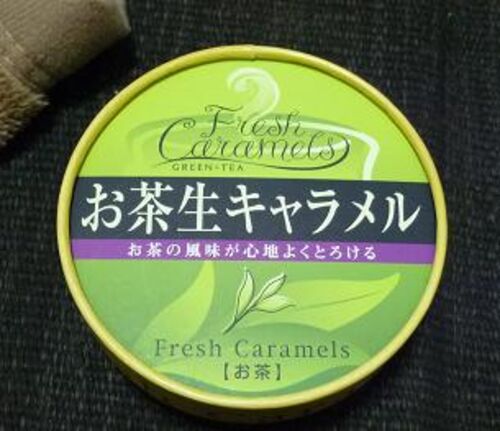 Fresh
Caramels
GREEN-TEA
お茶生キャラメル
お茶の風味が心地よくとろける
Fresh Caramels
【お茶】